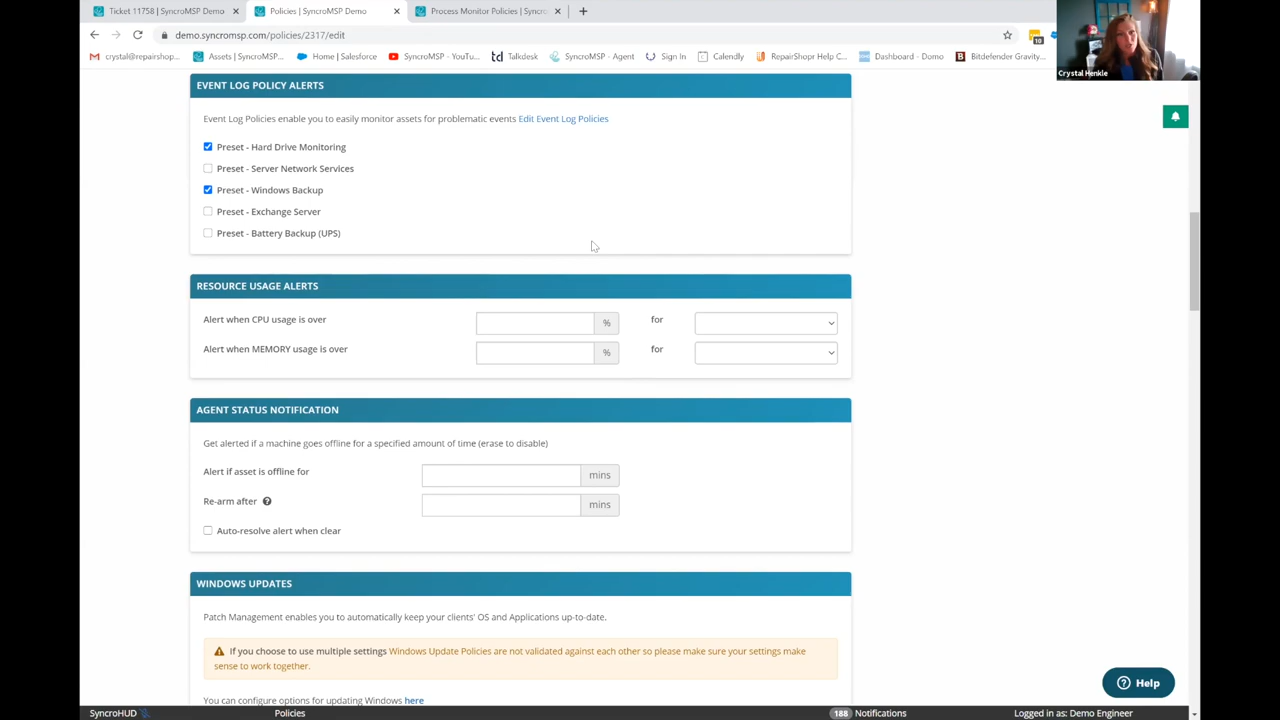 Ticket 11758 | SyncroMSP Demo
Policies | SyncroMSP Demo
Process Monitor Policies | Syncro
demo.syncromsp.com/policies/2317/edit
10
crystal@repairshop...
Assets | SyncroMSP...
Home | Salesforce
SyncroMSP - YouTu...
Talkdesk
SyncroMSP - Agent
Sign In
Calendly
RepairShopr Help C...
Dashboard - Domo
Bitdefender Gravity...
Crystal Henkle
EVENT LOG POLICY ALERTS
Event Log Policies enable you to easily monitor assets for problematic events Edit Event Log Policies
Preset - Hard Drive Monitoring
Preset - Server Network Services
Preset - Windows Backup
Preset - Exchange Server
Preset - Battery Backup (UPS)
RESOURCE USAGE ALERTS
Alert when CPU usage is over % for
Alert when MEMORY usage is over % for
AGENT STATUS NOTIFICATION
Get alerted if a machine goes offline for a specified amount of time (erase to disable)
Alert if asset is offline for mins
Re-arm after ? mins
Auto-resolve alert when clear
WINDOWS UPDATES
Patch Management enables you to automatically keep your clients' OS and Applications up-to-date.
If you choose to use multiple settings Windows Update Policies are not validated against each other so please make sure your settings make
sense to work together.
You can configure options for updating Windows here
? Help
SyncroHUD
Policies
188 Notifications
Logged in as: Demo Engineer